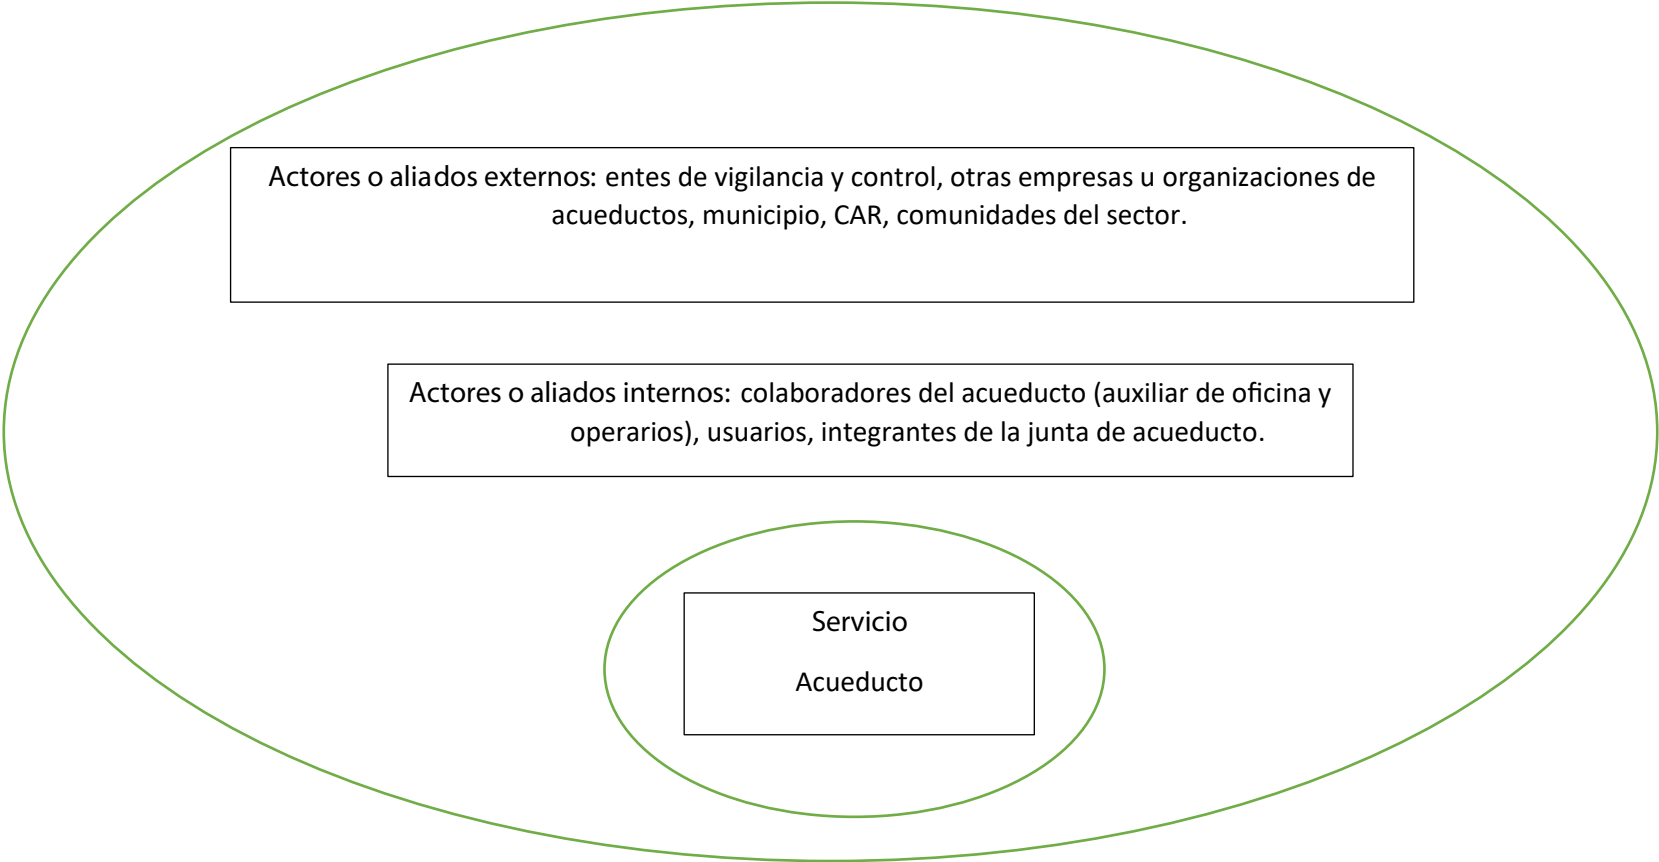 Actores o aliados externos: entes de vigilancia y control, otras empresas u organizaciones de
acueductos, municipio, CAR, comunidades del sector.
Actores o aliados internos: colaboradores del acueducto (auxiliar de oficina y
operarios), usuarios, integrantes de la junta de acueducto.
Servicio
Acueducto